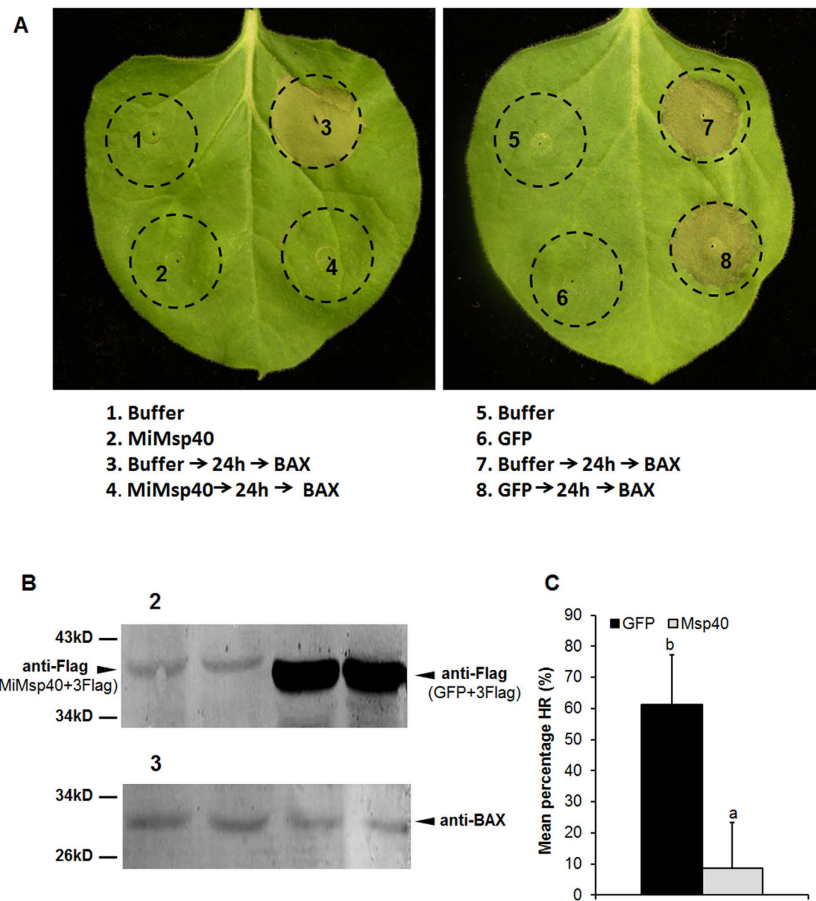 A
1
2
3
4
5
6
7
8
1. Buffer
2. MiMsp40
3. Buffer → 24h → BAX
4. MiMsp40 → 24h → BAX
5. Buffer
6. GFP
7. Buffer → 24h → BAX
8. GFP → 24h → BAX
B
2
43kD
anti-Flag
MiMsp40+3Flag)
34kD
anti-Flag
(GFP+3Flag)
3
34kD
26kD
anti-BAX
C
Mean percentage HR (%)
90
80
70
60
50
40
30
20
10
0
GFP
Msp40
b
a